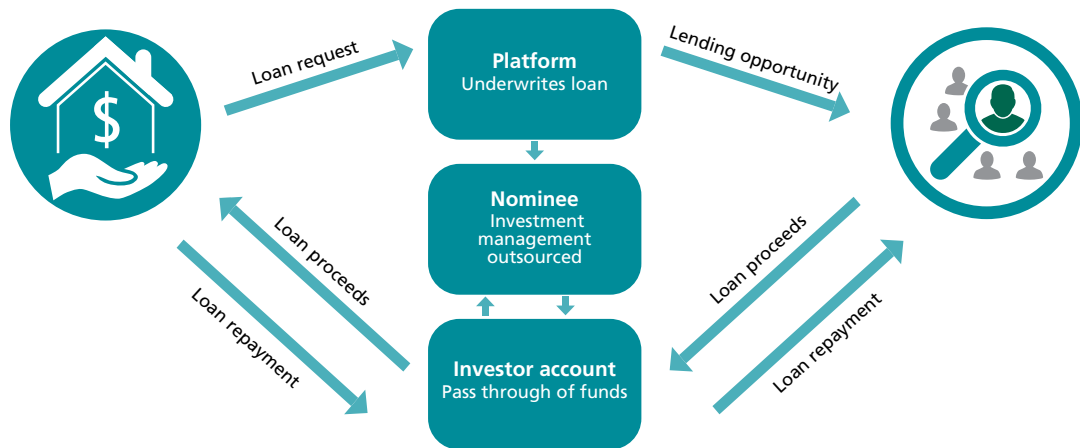 Loan request
Platform
Underwrites loan
Lending opportunity
$
Nominee
Investment
management
outsourced
Loan proceeds
Loan repayment
Loan proceeds
Loan repayment
Investor account
Pass through of funds